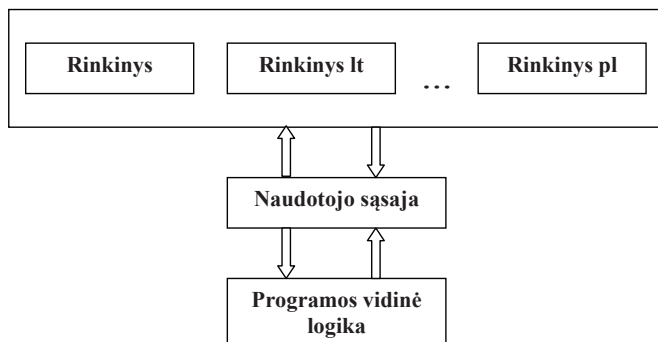 Rinkinys
Rinkinys lt
...
Rinkinys pl
Naudotojo sąsaja
Programos vidinė
logika